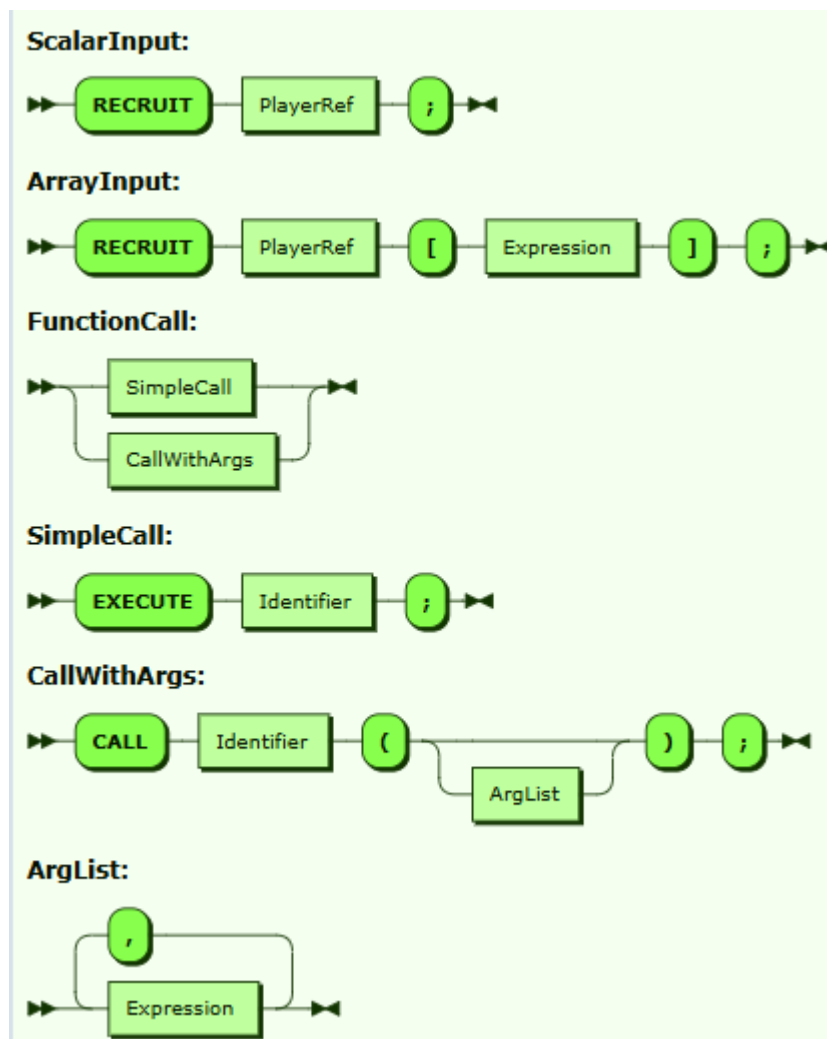 ScalarInput:
RECRUIT PlayerRef ;
ArrayInput:
RECRUIT PlayerRef [ Expression ] ;
FunctionCall:
SimpleCall
CallWithArgs
SimpleCall:
EXECUTE Identifier ;
CallWithArgs:
CALL Identifier ( ) ;
ArgList
ArgList:
,
Expression